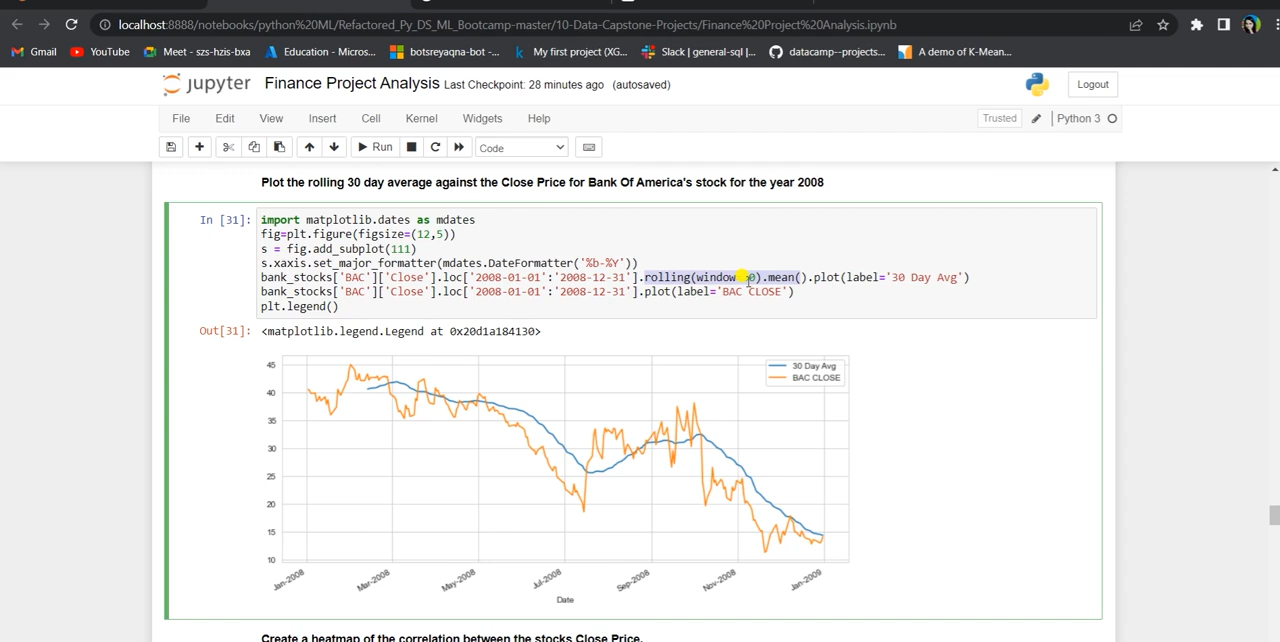 localhost:8888/notebooks/python%20ML/Refactored_Py_DS_ML_Bootcamp-master/10-Data-Capstone-Projects/Finance%20Project%20Analysis.ipynb
Gmail YouTube Meet - szs-hzis-bxa Education - Micros... botsreyaqna-bot -... My first project (XG... Slack | general-sql |... datacamp--projects... A demo of K-Mean...
jupyter Finance Project Analysis Last Checkpoint: 28 minutes ago (autosaved) Logout
File Edit View Insert Cell Kernel Widgets Help Trusted Python 3
Run Code
Plot the rolling 30 day average against the Close Price for Bank Of America's stock for the year 2008
In [31]: import matplotlib.dates as mdates
fig=plt.figure(figsize=(12,5))
s = fig.add_subplot(111)
s.xaxis.set_major_formatter(mdates.DateFormatter('%b-%Y'))
bank_stocks['BAC']['Close'].loc['2008-01-01':'2008-12-31'].rolling(window 0).mean().plot(label='30 Day Avg')
bank_stocks['BAC']['Close'].loc['2008-01-01':'2008-12-31'].plot(label='BAC CLOSE')
plt.legend()
Out[31]: <matplotlib.legend.Legend at 0x20d1a184130>
30 Day Avg
BAC CLOSE
45
40
35
30
25
20
15
10
Jan-2008 Mar-2008 May-2008 Jul-2008 Sep-2008 Nov-2008 Jan-2009
Date
Create a heatmap of the correlation between the stocks Close Price.